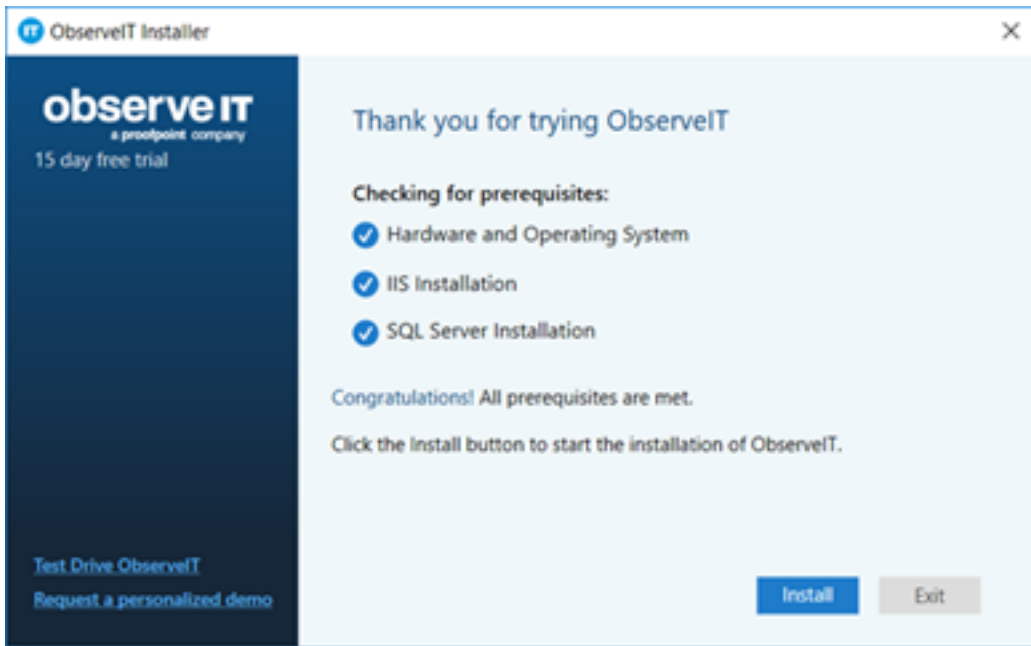 ObserveIT Installer
observe IT
a proofpoint company
15 day free trial
Thank you for trying ObserveIT
Checking for prerequisites:
Hardware and Operating System
IIS Installation
SQL Server Installation
Congratulations! All prerequisites are met.
Click the Install button to start the installation of ObserveIT.
Test Drive ObserveIT
Request a personalized demo
Install
Exit